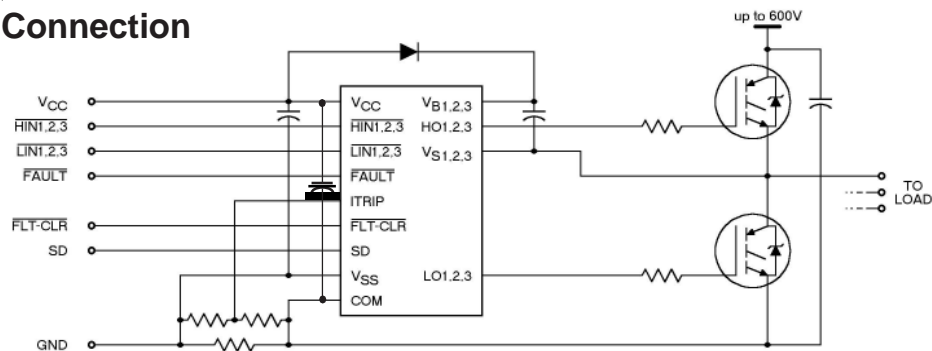 Connection
up to 600V
VCC
HIN1,2,3
LIN1,2,3
FAULT
FLT-CLR
SD
GND
VCC
HIN1,2,3
LIN1,2,3
FAULT
ITRIP
FLT-CLR
SD
VSS
COM
VB1,2,3
HO1,2,3
VS1,2,3
LO1,2,3
TO
LOAD